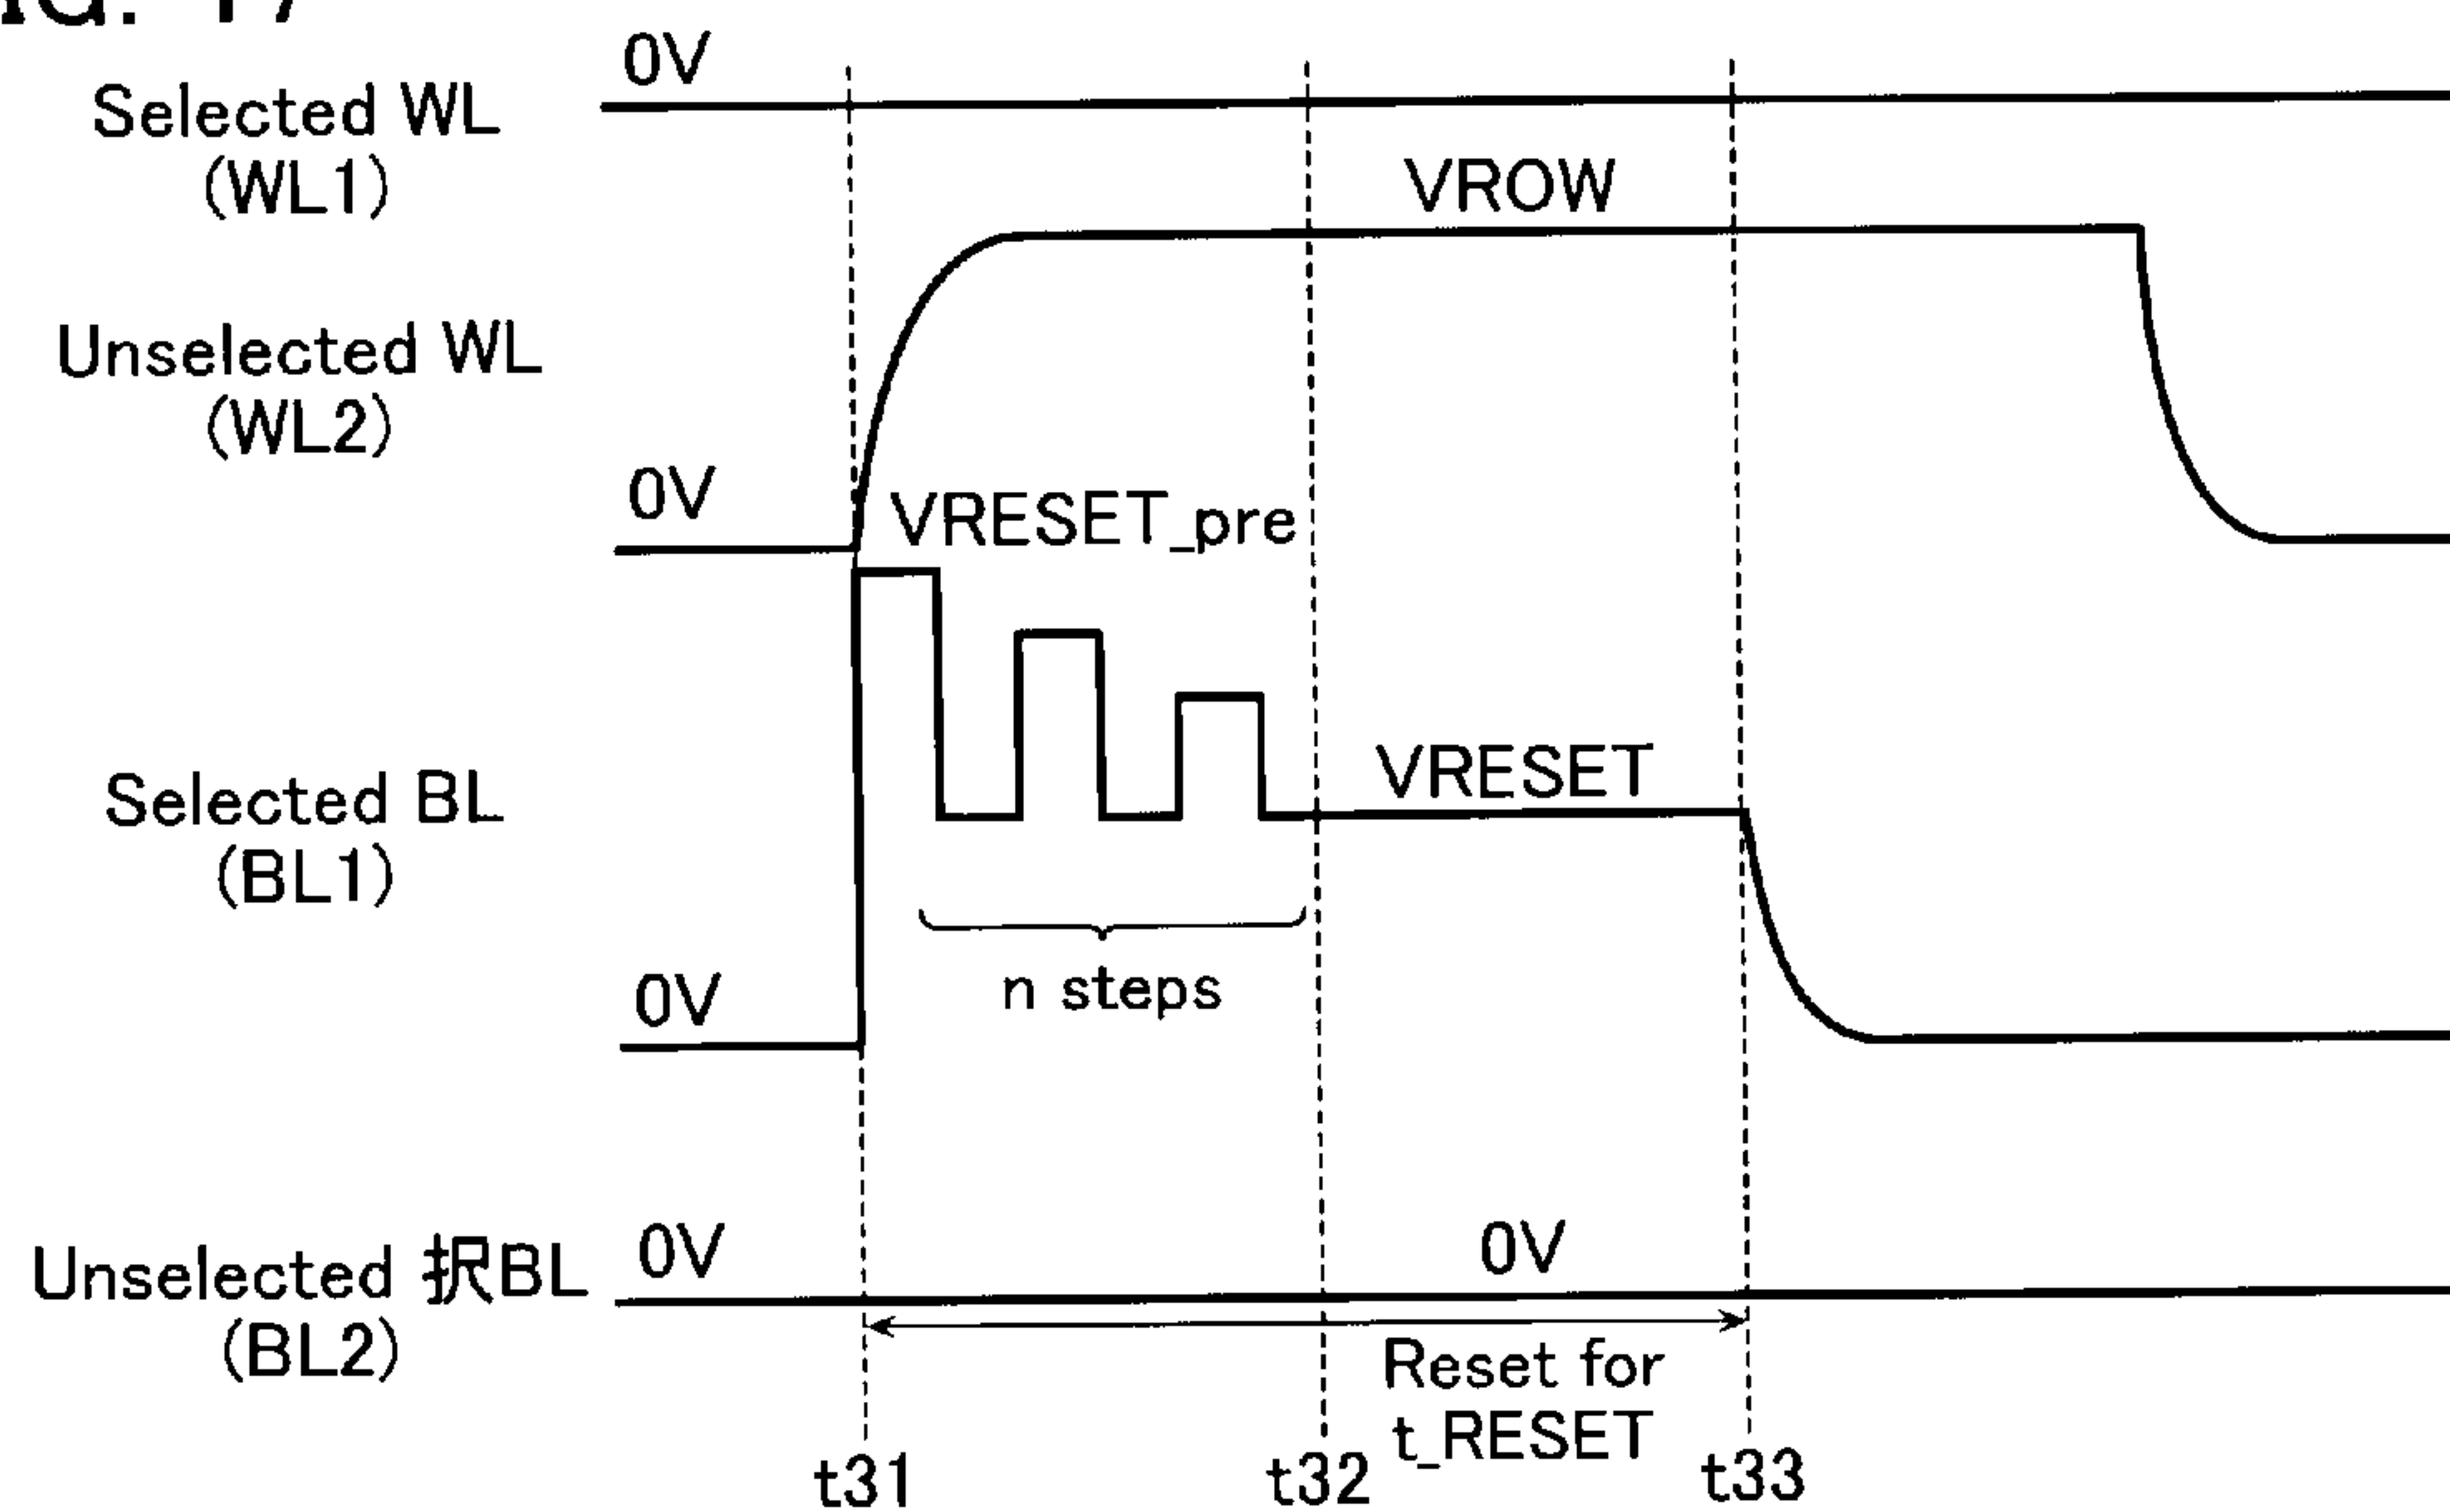 0V
Selected WL
(WL1)
VROW
Unselected WL
(WL2)
0V
VRESET_pre
Selected BL
(BL1)
VRESET
n steps
0V
Unselected 択BL
(BL2)
0V
0V
Reset for
t_RESET
t31
t32
t33